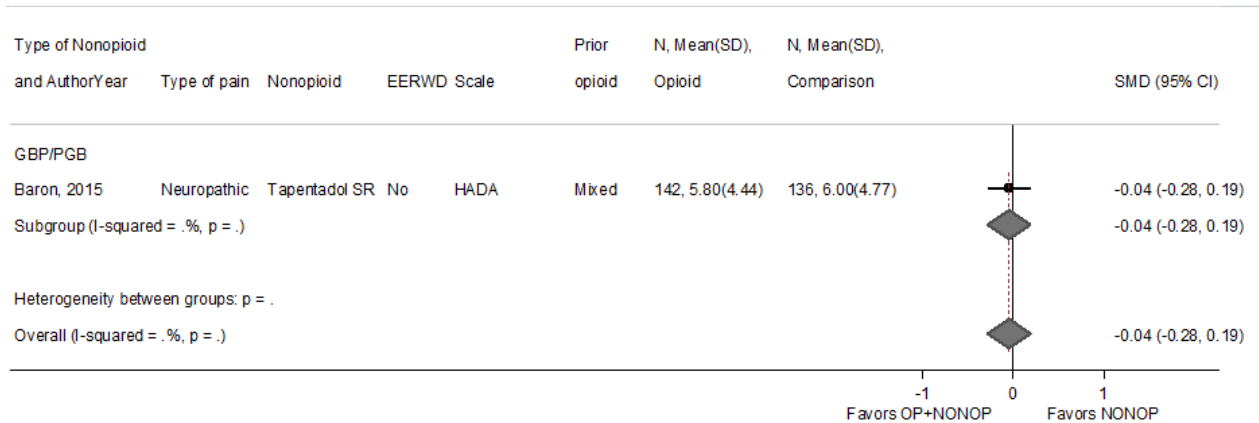 Type of Nonopioid Prior N, Mean(SD), N, Mean(SD),
and AuthorYear Type of pain Nonopioid EERWD Scale opioid Opioid Comparison SMD (95% CI)
GBP/PGB
Baron, 2015 Neuropathic Tapentadol SR No HADA Mixed 142, 5.80(4.44) 136, 6.00(4.77) -0.04 (-0.28, 0.19)
Subgroup (I-squared = .%, p = .) -0.04 (-0.28, 0.19)
Heterogeneity between groups: p = .
Overall (I-squared = .%, p = .) -0.04 (-0.28, 0.19)
-1 0 1
Favors OP+NONOP Favors NONOP